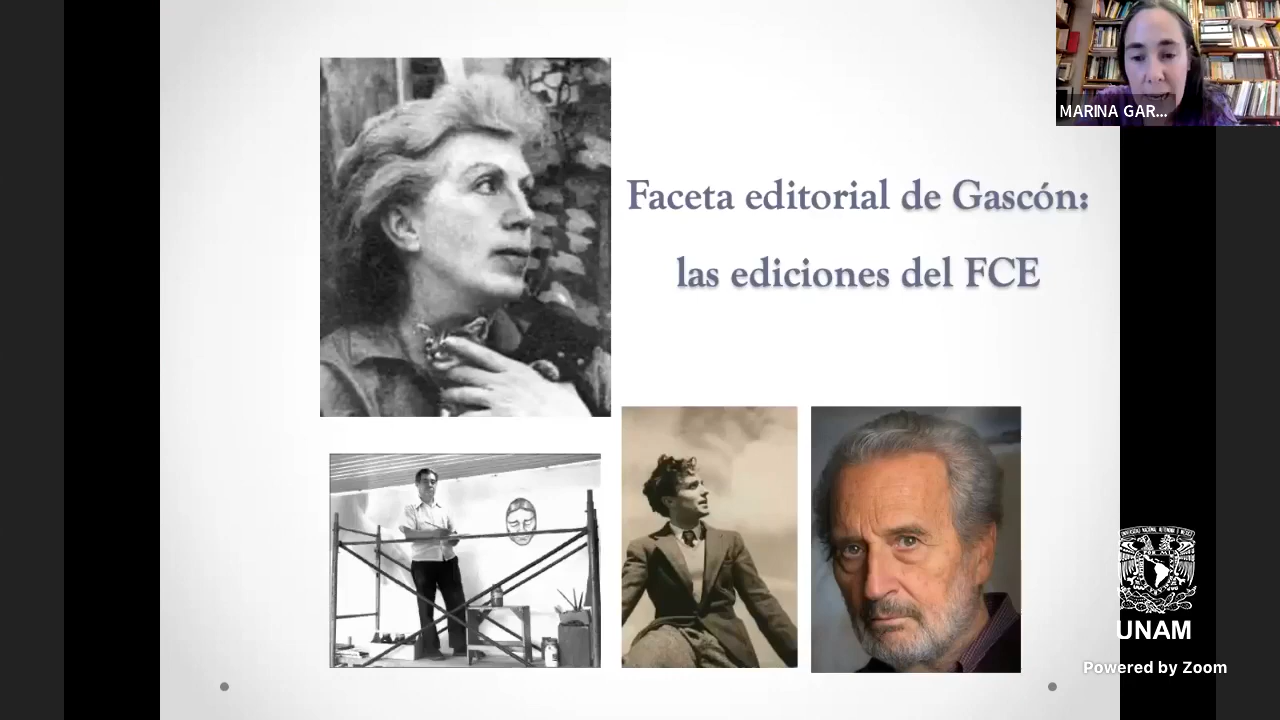 MARINA GAR...
Faceta editorial de Gascón:
las ediciones del FCE
UNAM
Powered by Zoom